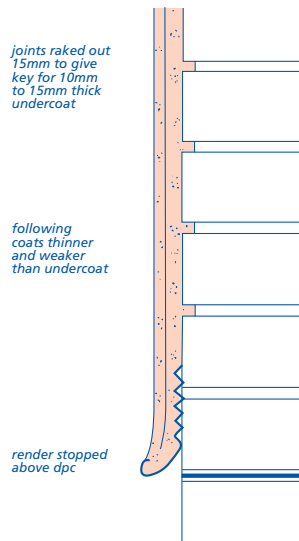 joints raked out
15mm to give
key for 10mm
to 15mm thick
undercoat
following
coats thinner
and weaker
than undercoat
render stopped
above dpc